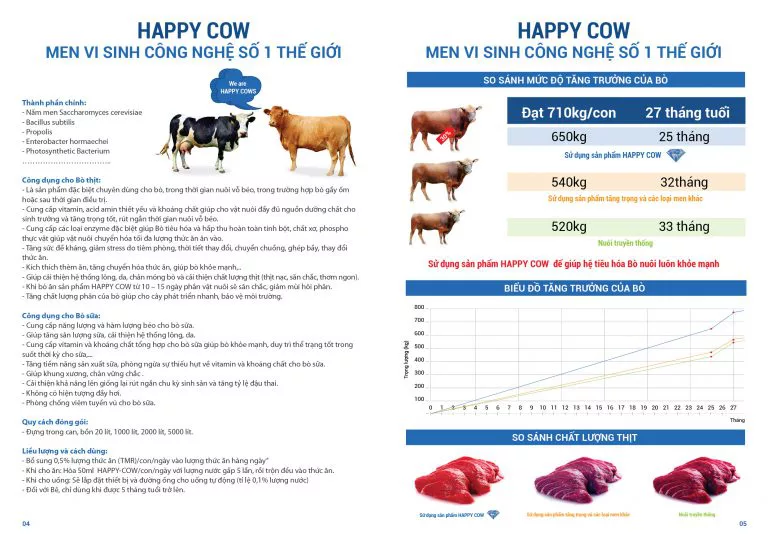 HAPPY COW
MEN VI SINH CÔNG NGHỆ SỐ 1 THẾ GIỚI
We are
HAPPY COWS
Thành phần chính:
- Nấm men Saccharomyces cerevisiae
- Bacillus subtilis
- Propolis
- Enterobacter hormaechei
- Photosynthetic Bacterium
……………………………..
Công dụng cho Bò thịt:
- Là sản phẩm đặc biệt chuyên dùng cho bò, trong thời gian nuôi vỗ béo, trong trường hợp bò gầy ốm
hoặc sau thời gian điều trị.
- Cung cấp vitamin, acid amin thiết yếu và khoáng chất giúp cho vật nuôi đầy đủ nguồn dưỡng chất cho
sinh trưởng và tăng trọng tốt, rút ngắn thời gian nuôi vỗ béo.
- Cung cấp các loại enzyme đặc biệt giúp Bò tiêu hóa và hấp thu hoàn toàn tinh bột, chất xơ, phospho
thực vật giúp vật nuôi chuyển hóa tối đa lượng thức ăn ăn vào.
- Tăng sức đề kháng, giảm stress do tiêm phòng, thời tiết thay đổi, chuyển chuồng, ghép bầy, thay đổi
thức ăn.
- Kích thích thèm ăn, tăng chuyển hóa thức ăn, giúp bò khỏe mạnh,..
- Giúp cải thiện hệ thống lông, da, chân móng bò và cải thiện chất lượng thịt (thịt nạc, săn chắc, thơm ngon).
- Khi bò ăn sản phẩm HAPPY COW từ 10 – 15 ngày phân vật nuôi sẽ săn chắc, giảm mùi hôi phân.
- Tăng chất lượng phân của bò giúp cho cây phát triển nhanh, bảo vệ môi trường.
Công dụng cho Bò sữa:
- Cung cấp năng lượng và hàm lượng béo cho bò sữa.
- Giúp tăng sản lượng sữa, cải thiện hệ thống lông, da.
- Cung cấp vitamin và khoáng chất tổng hợp cho bò sữa giúp bò khỏe mạnh, duy trì thể trạng tốt trong
suốt thời kỳ cho sữa,...
- Tăng tiềm năng sản xuất sữa, phòng ngừa sự thiếu hụt về vitamin và khoáng chất cho bò sữa.
- Giúp khung xương, chân vững chắc .
- Cải thiện khả năng lên giống lại rút ngắn chu kỳ sinh sản và tăng tỷ lệ đậu thai.
- Không có hiện tượng đầy hơi.
- Phòng chống viêm tuyến vú cho bò sữa.
Quy cách đóng gói:
- Đựng trong can, bồn 20 lít, 1000 lít, 2000 lít, 5000 lít.
Liều lượng và cách dùng:
- Bổ sung 0,5% lượng thức ăn (TMR)/con/ngày vào lượng thức ăn hàng ngày"
- Khi cho ăn: Hòa 50ml HAPPY-COW/con/ngày với lượng nước gấp 5 lần, rồi trộn đều vào thức ăn.
- Khi cho uống: Sẽ lắp đặt thiết bị và đường ống cho uống tự động (tỉ lệ 0,1% lượng nước)
- Đối với Bê, chỉ dùng khi được 5 tháng tuổi trở lên.
04
HAPPY COW
MEN VI SINH CÔNG NGHỆ SỐ 1 THẾ GIỚI
SO SÁNH MỨC ĐỘ TĂNG TRƯỞNG CỦA BÒ
Đạt 710kg/con 27 tháng tuổi
650kg 25 tháng
Sử dụng sản phẩm HAPPY COW
540kg 32tháng
Sử dụng sản phẩm tăng trọng và các loại men khác
520kg 33 tháng
Nuôi truyền thống
Sử dụng sản phẩm HAPPY COW để giúp hệ tiêu hóa Bò nuôi luôn khỏe mạnh
BIỂU ĐỒ TĂNG TRƯỞNG CỦA BÒ
Trọng lượng (kg)
800
700
600
500
400
300
200
100
0 1 2 3 4 5 6 7 8 9 10 11 12 13 14 15 16 17 18 19 20 21 22 23 24 25 26 27
Tháng
SO SÁNH CHẤT LƯỢNG THỊT
Sử dụng sản phẩm HAPPY COW
Sử dụng sản phẩm tăng trọng và các loại men khác
Nuôi truyền thống
05